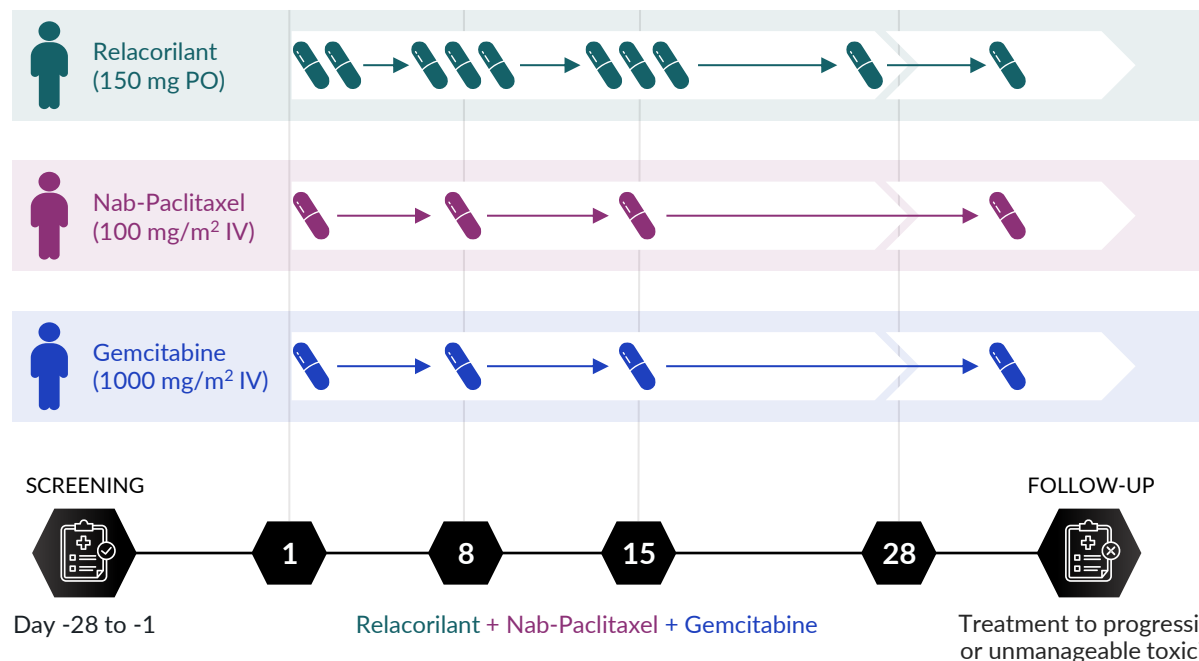 Relacorilant
(150 mg PO)
Nab-Paclitaxel
(100 mg/m² IV)
Gemcitabine
(1000 mg/m² IV)
SCREENING
FOLLOW-UP
1
8
15
28
Day -28 to -1
Relacorilant + Nab-Paclitaxel + Gemcitabine
Treatment to progressi
or unmanageable toxic